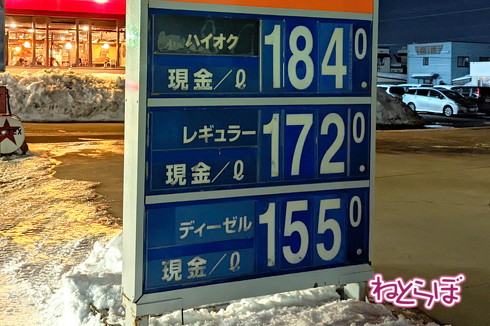 ハイオク
現金/ℓ
184.0
レギュラー
現金/ℓ
172.0
ディーゼル
現金/ℓ
155.0
ねとらぼ